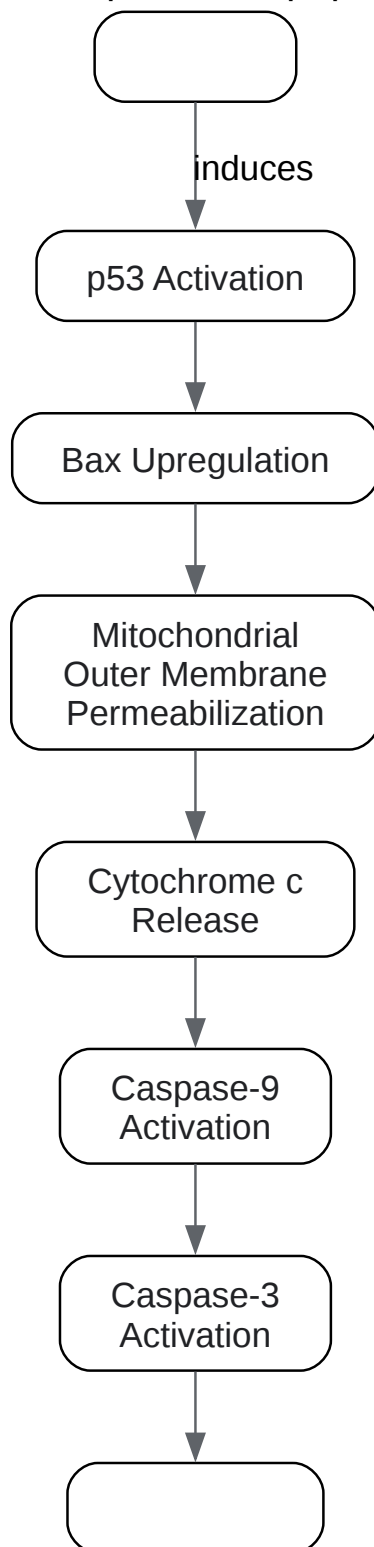 induces
p53 Activation
Bax Upregulation
Mitochondrial
Outer Membrane
Permeabilization
Cytochrome c
Release
Caspase-9
Activation
Caspase-3
Activation